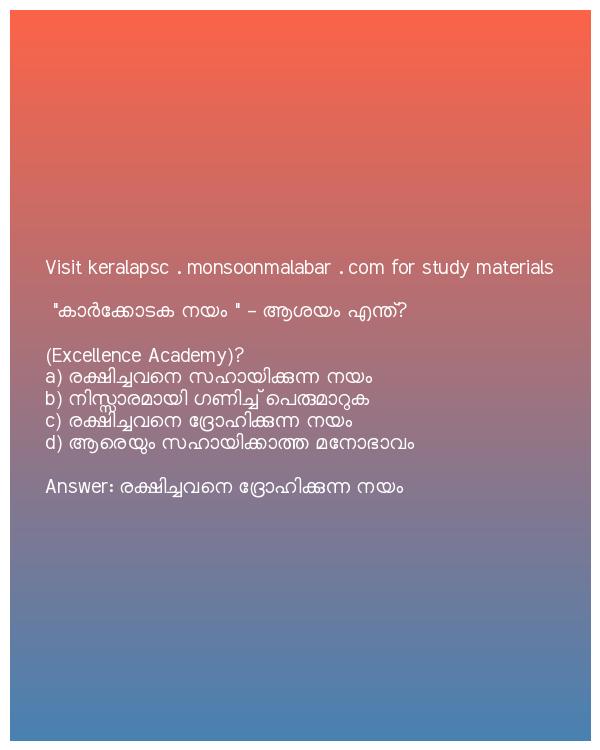 Visit keralapsc . monsoonmalabar . com for study materials
"കാർക്കോടക നയം " - ആശയം എന്ത്?
(Excellence Academy)?
a) രക്ഷിച്ചവനെ സഹായിക്കുന്ന നയം
b) നിസ്സാരമായി ഗണിച്ച് പെരുമാറുക
c) രക്ഷിച്ചവനെ ദ്രോഹിക്കുന്ന നയം
d) ആരെയും സഹായിക്കാത്ത മനോഭാവം
Answer: രക്ഷിച്ചവനെ ദ്രോഹിക്കുന്ന നയം